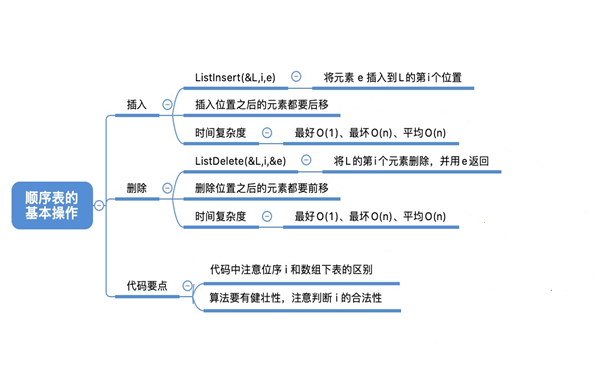 顺序表的
基本操作
插入
ListInsert(&L,i,e)
将元素 e 插入到L的第i个位置
插入位置之后的元素都要后移
时间复杂度
最好O(1)、最坏O(n)、平均O(n)
删除
ListDelete(&L,i,&e)
将L的第i个元素删除，并用e返回
删除位置之后的元素都要前移
时间复杂度
最好O(1)、最坏O(n)、平均O(n)
代码要点
代码中注意位序 i 和数组下表的区别
算法要有健壮性，注意判断 i 的合法性